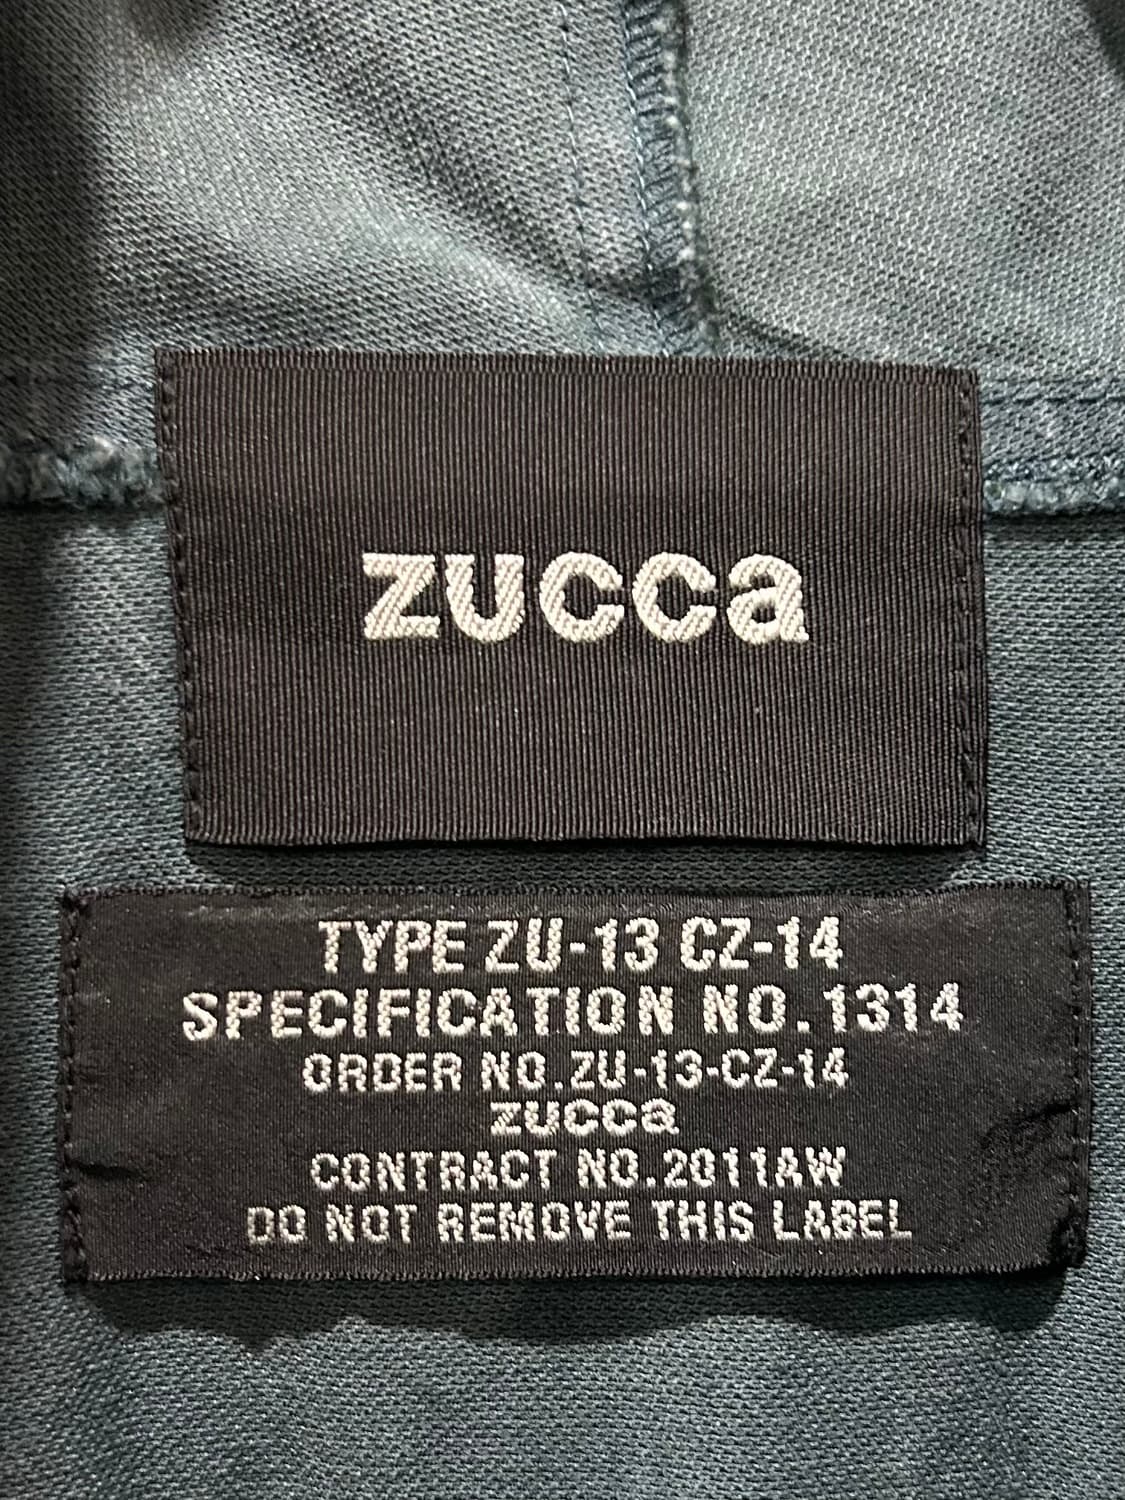 zucca
TYPE ZU-13 CZ-14
SPECIFICATION NO.1314
ORDER NO.ZU-13-CZ-14
zucca
CONTRACT NO.2011AW
DO NOT REMOVE THIS LABEL